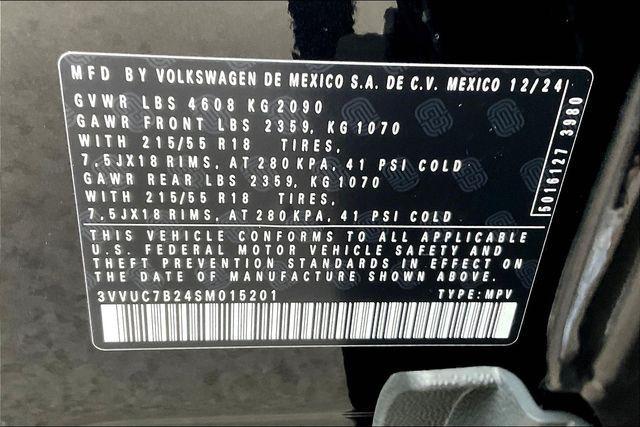 MFD BY VOLKSWAGEN DE MEXICO S.A. DE C.V. MEXICO 12/24
GVWR LBS 4608 KG 2090
GAWR FRONT LBS 2359, KG 1070
WITH 215/55 R18 TIRES,
7,5JX18 RIMS, AT 280 KPA, 41 PSI COLD
GAWR REAR LBS 2359, KG 1070
WITH 215/55 R18 TIRES,
7,5JX18 RIMS, AT 280 KPA, 41 PSI COLD
5016127 3980
THIS VEHICLE CONFORMS TO ALL APPLICABLE
U.S. FEDERAL MOTOR VEHICLE SAFETY AND
THEFT PREVENTION STANDARDS IN EFFECT ON
THE DATE OF MANUFACTURE SHOWN ABOVE.
3VVUC7B24SM015201 TYPE: MPV